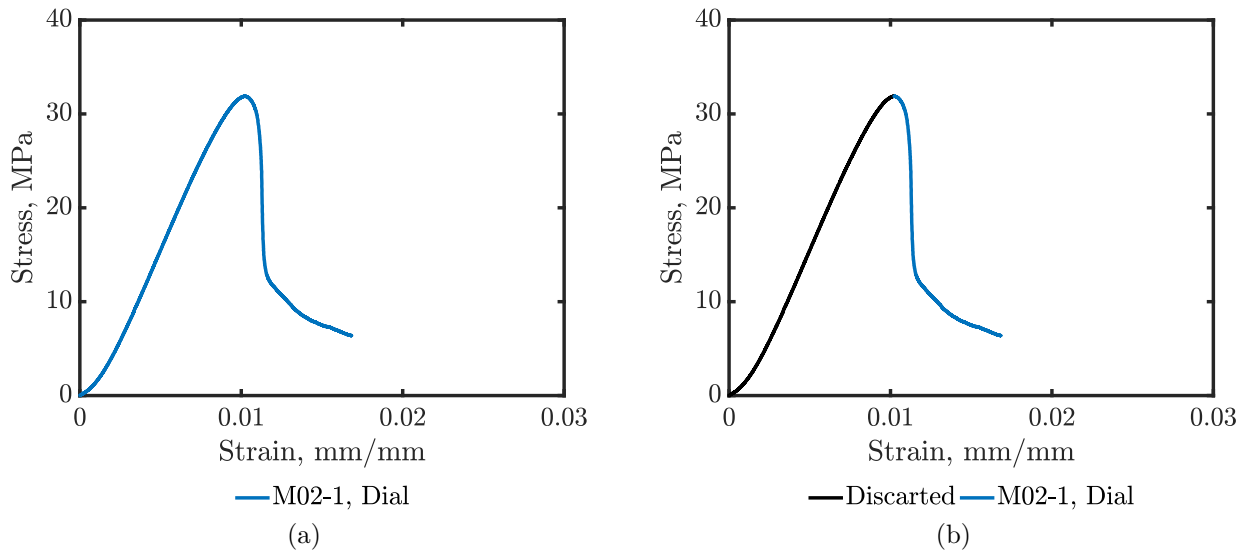 40
30
20
10
0
Stress, MPa
0 0.01 0.02 0.03
Strain, mm/mm
M02-1, Dial
(a)
40
30
20
10
0
Stress, MPa
0 0.01 0.02 0.03
Strain, mm/mm
Discarted M02-1, Dial
(b)